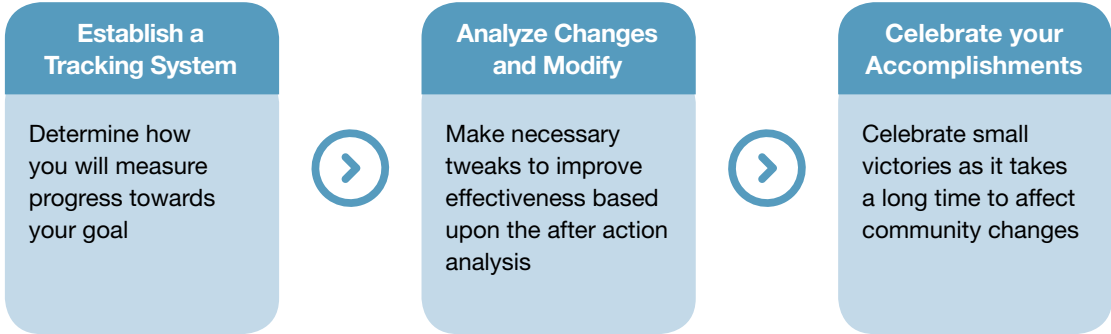 Establish a
Tracking System
Determine how
you will measure
progress towards
your goal
Analyze Changes
and Modify
Make necessary
tweaks to improve
effectiveness based
upon the after action
analysis
Celebrate your
Accomplishments
Celebrate small
victories as it takes
a long time to affect
community changes